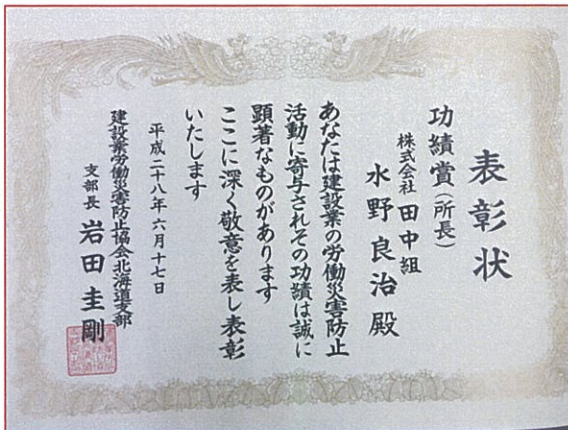 表彰状
功績賞(所長)
株式会社 田中組
水野良治殿
あなたは建設業の労働災害防止
活動に寄与されその功績は誠に
顕著なものがあります
ここに深く敬意を表し表彰
いたします
平成二十八年六月十七日
建設業労働災害防止協会北海道支部
支部長 岩田圭剛